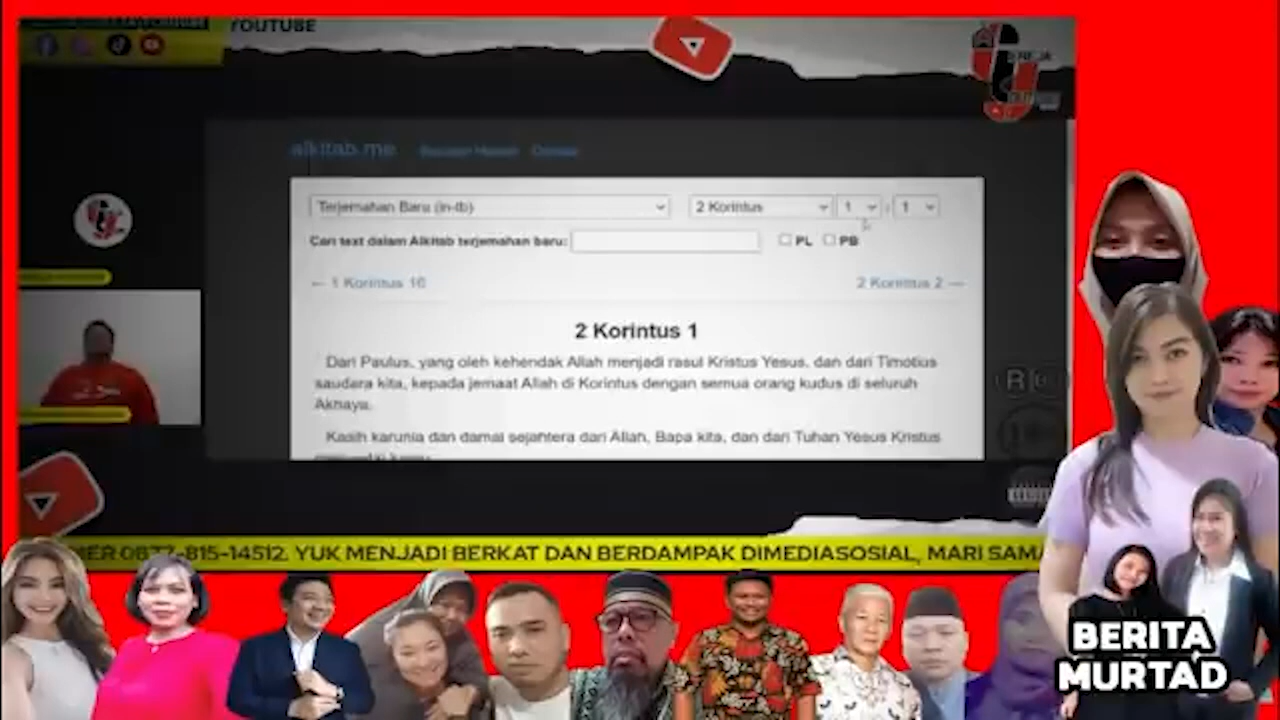 YOUTUBE
alkitab.me
Terjemahan Baru (in-tb)
2 Korintus
1
:
1
Cari text dalam Alkitab terjemahan baru:
PL
PB
← 1 Korintus 16
2 Korintus 2 →
2 Korintus 1
Dari Paulus, yang oleh kehendak Allah menjadi rasul Kristus Yesus, dan dari Timotius
saudara kita, kepada jemaat Allah di Korintus dengan semua orang kudus di seluruh
Akhaya.
Kasih karunia dan damai sejahtera dari Allah, Bapa kita, dan dari Tuhan Yesus Kristus
0877-815-14512. YUK MENJADI BERKAT DAN BERDAMPAK DIMEDIASOSIAL, MARI
BERITA
MURTAD